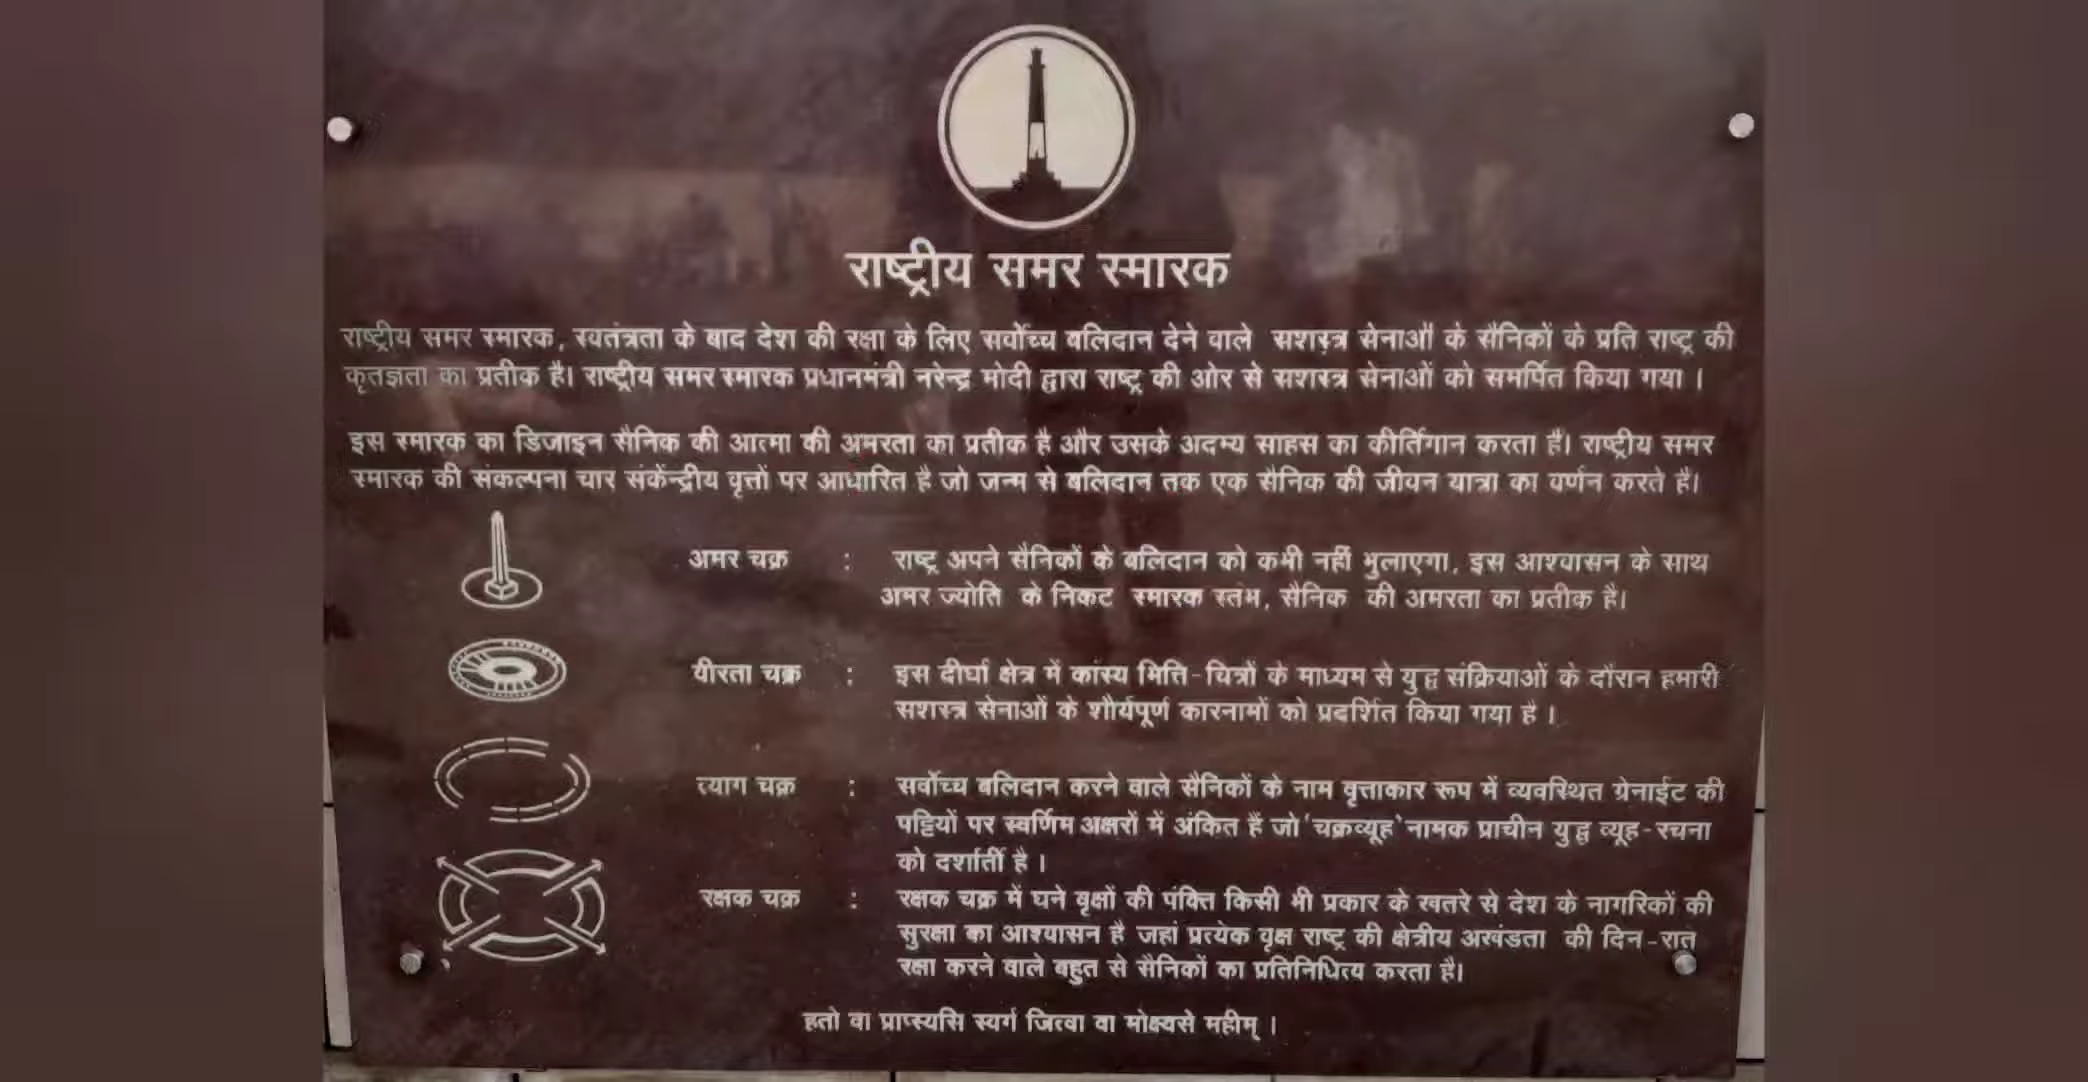 राष्ट्रीय समर स्मारक
राष्ट्रीय समर स्मारक, स्वतंत्रता के बाद देश की रक्षा के लिए सर्वोच्च बलिदान देने वाले सशस्त्र सेनाओं के सैनिकों के प्रति राष्ट्र की
कृतज्ञता का प्रतीक है। राष्ट्रीय समर स्मारक प्रधानमंत्री नरेन्द्र मोदी द्वारा राष्ट्र की ओर से सशस्त्र सेनाओं को समर्पित किया गया ।
इस स्मारक का डिजाइन सैनिक की आत्मा की अमरता का प्रतीक है और उसके अदम्य साहस का कीर्तिगान करता है। राष्ट्रीय समर
स्मारक की संकल्पना चार संकेन्द्रीय वृत्तों पर आधारित है जो जन्म से बलिदान तक एक सैनिक की जीवन यात्रा का वर्णन करते है।
अमर चक्र : राष्ट्र अपने सैनिकों के बलिदान को कभी नहीं भुलाएगा, इस आश्वासन के साथ
अमर ज्योति के निकट स्मारक स्तंभ, सैनिक की अमरता का प्रतीक है।
वीरता चक्र : इस दीर्घा क्षेत्र में कांस्य भित्ति-चित्रों के माध्यम से युद्ध संक्रियाओं के दौरान हमारी
सशस्त्र सेनाओं के शौर्यपूर्ण कारनामों को प्रदर्शित किया गया है ।
त्याग चक्र : सर्वोच्च बलिदान करने वाले सैनिकों के नाम वृत्ताकार रूप में व्यवस्थित ग्रेनाईट की
पट्टियों पर स्वर्णिम अक्षरों में अंकित हैं जो 'चक्रव्यूह' नामक प्राचीन युद्ध व्यूह-रचना
को दर्शाती है ।
रक्षक चक्र : रक्षक चक्र में घने वृक्षों की पंक्ति किसी भी प्रकार के खतरे से देश के नागरिकों की
सुरक्षा का आश्वासन है जहां प्रत्येक वृक्ष राष्ट्र की क्षेत्रीय अखंडता की दिन-रात
रक्षा करने वाले बहुत से सैनिकों का प्रतिनिधित्व करता है।
हतो वा प्राप्स्यसि स्वर्ग जित्वा वा मोक्ष्यसे महीम् ।